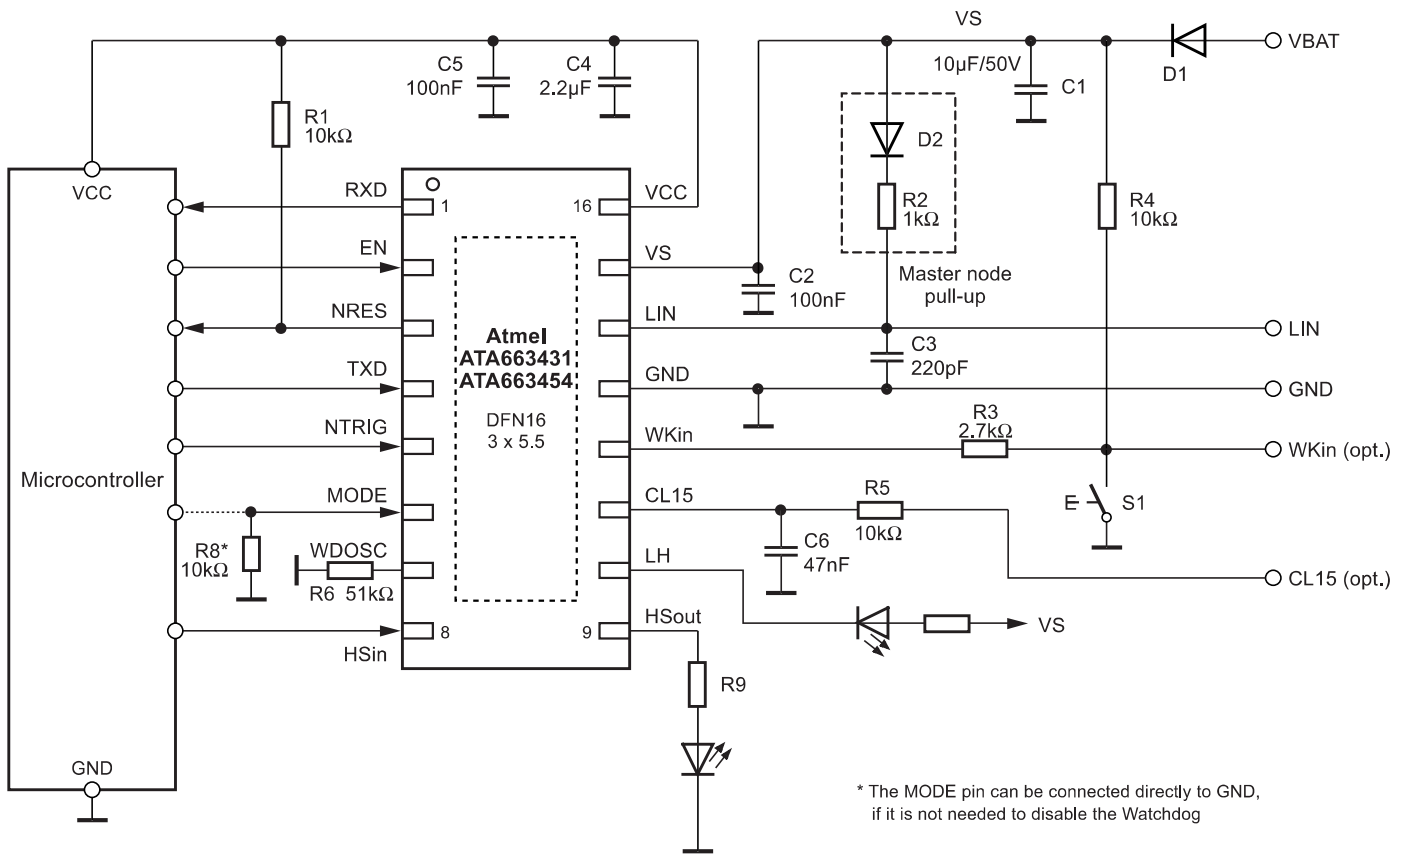 VS
VBAT
D1
C5
100nF
C4
2.2µF
10µF/50V
C1
R1
10kΩ
D2
R2
1kΩ
R4
10kΩ
Master node
pull-up
VCC
RXD
1
16
VCC
EN
VS
C2
100nF
NRES
LIN
LIN
Atmel
ATA663431
ATA663454
DFN16
3 x 5.5
C3
220pF
TXD
GND
GND
NTRIG
WKin
R3
2.7kΩ
WKin (opt.)
Microcontroller
MODE
CL15
R5
10kΩ
E
S1
R8*
10kΩ
WDOSC
R6 51kΩ
LH
C6
47nF
CL15 (opt.)
HSin
8
9
HSout
VS
R9
GND
* The MODE pin can be connected directly to GND,
if it is not needed to disable the Watchdog